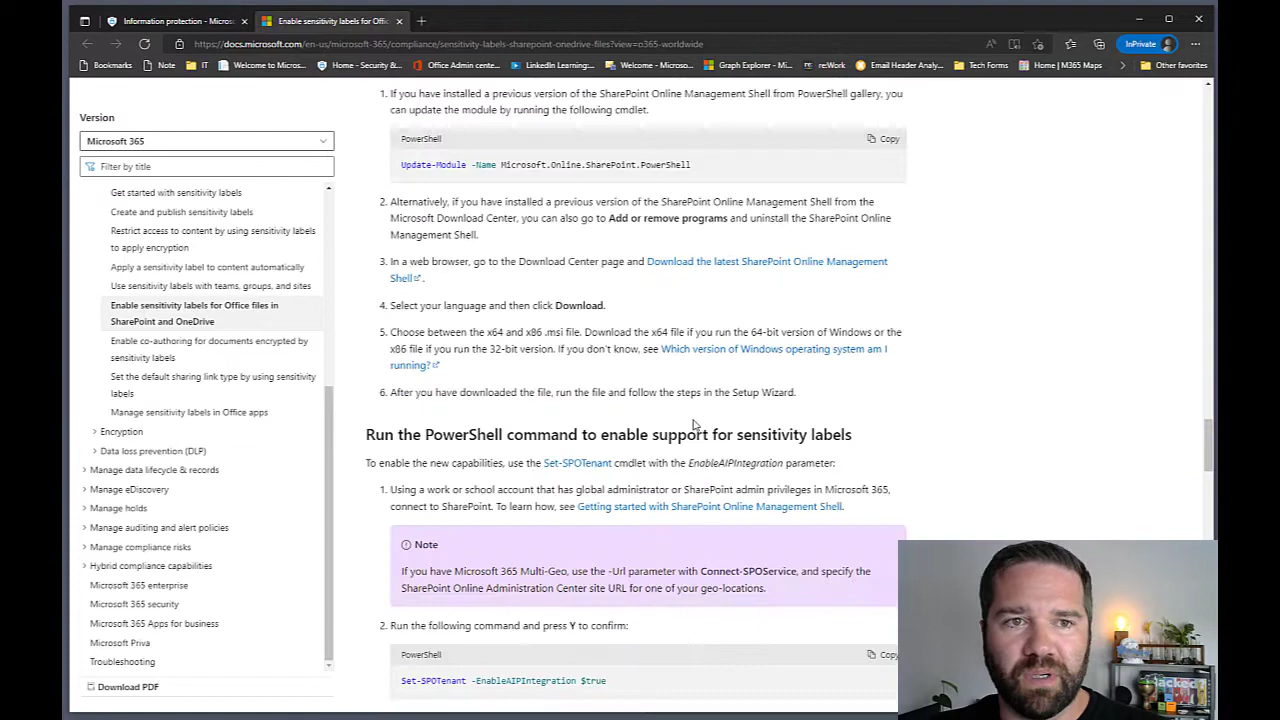 Information protection - Micros...
Enable sensitivity labels for Offic
https://docs.microsoft.com/en-us/microsoft-365/compliance/sensitivity-labels-sharepoint-onedrive-files?view=o365-worldwide
InPrivate
Bookmarks
Note
IT
Welcome to Micros...
Home - Security &...
Office Admin cente...
LinkedIn Learning:...
Welcome - Microso...
Graph Explorer - Mi...
re:Work
Email Header Analy...
Tech Forms
Home | M365 Maps
Other favorites
Version
Microsoft 365
Filter by title
Get started with sensitivity labels
Create and publish sensitivity labels
Restrict access to content by using sensitivity labels
to apply encryption
Apply a sensitivity label to content automatically
Use sensitivity labels with teams, groups, and sites
Enable sensitivity labels for Office files in
SharePoint and OneDrive
Enable co-authoring for documents encrypted by
sensitivity labels
Set the default sharing link type by using sensitivity
labels
Manage sensitivity labels in Office apps
Encryption
Data loss prevention (DLP)
Manage data lifecycle & records
Manage eDiscovery
Manage holds
Manage auditing and alert policies
Manage compliance risks
Hybrid compliance capabilities
Microsoft 365 enterprise
Microsoft 365 security
Microsoft 365 Apps for business
Microsoft Priva
Troubleshooting
Download PDF
1. If you have installed a previous version of the SharePoint Online Management Shell from PowerShell gallery, you
can update the module by running the following cmdlet.
PowerShell
Copy
Update-Module -Name Microsoft.Online.SharePoint.PowerShell
2. Alternatively, if you have installed a previous version of the SharePoint Online Management Shell from the
Microsoft Download Center, you can also go to Add or remove programs and uninstall the SharePoint Online
Management Shell.
3. In a web browser, go to the Download Center page and Download the latest SharePoint Online Management
Shell.
4. Select your language and then click Download.
5. Choose between the x64 and x86 .msi file. Download the x64 file if you run the 64-bit version of Windows or the
x86 file if you run the 32-bit version. If you don't know, see Which version of Windows operating system am I
running?
6. After you have downloaded the file, run the file and follow the steps in the Setup Wizard.
Run the PowerShell command to enable support for sensitivity labels
To enable the new capabilities, use the Set-SPOTenant cmdlet with the EnableAIPIntegration parameter:
1. Using a work or school account that has global administrator or SharePoint admin privileges in Microsoft 365,
connect to SharePoint. To learn how, see Getting started with SharePoint Online Management Shell.
Note
If you have Microsoft 365 Multi-Geo, use the -Url parameter with Connect-SPOService, and specify the
SharePoint Online Administration Center site URL for one of your geo-locations.
2. Run the following command and press Y to confirm:
PowerShell
Copy
Set-SPOTenant -EnableAIPIntegration $true
Hacked